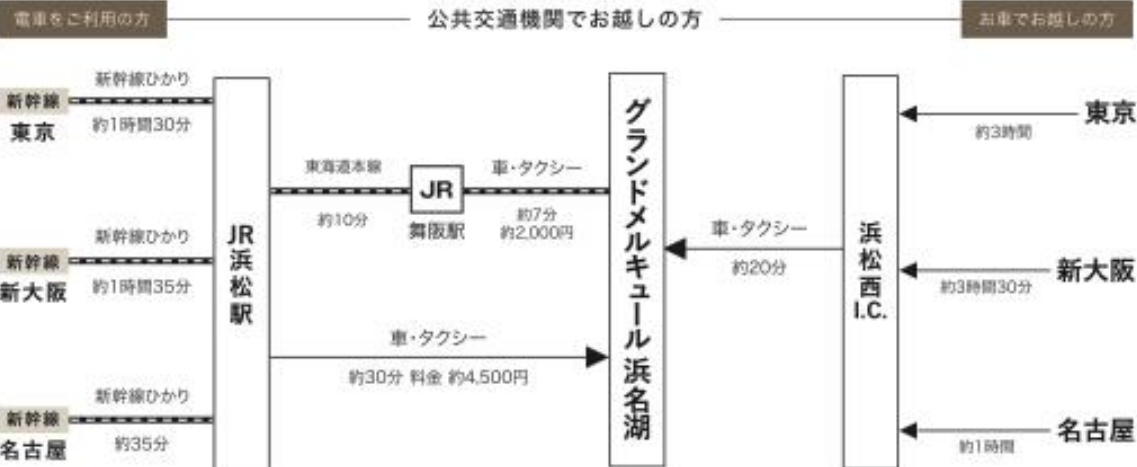 電車をご利用の方
公共交通機関でお越しの方
お車でお越しの方
新幹線
東京
新幹線ひかり
約1時間30分
新幹線
新大阪
新幹線ひかり
約1時間35分
新幹線
名古屋
新幹線ひかり
約35分
JR浜松駅
東海道本線
約10分
JR
舞阪駅
車・タクシー
約7分
約2,000円
車・タクシー
約30分 料金 約4,500円
グランドメルキュール浜名湖
車・タクシー
約20分
浜松西I.C.
東京
約3時間
新大阪
約3時間30分
名古屋
約1時間